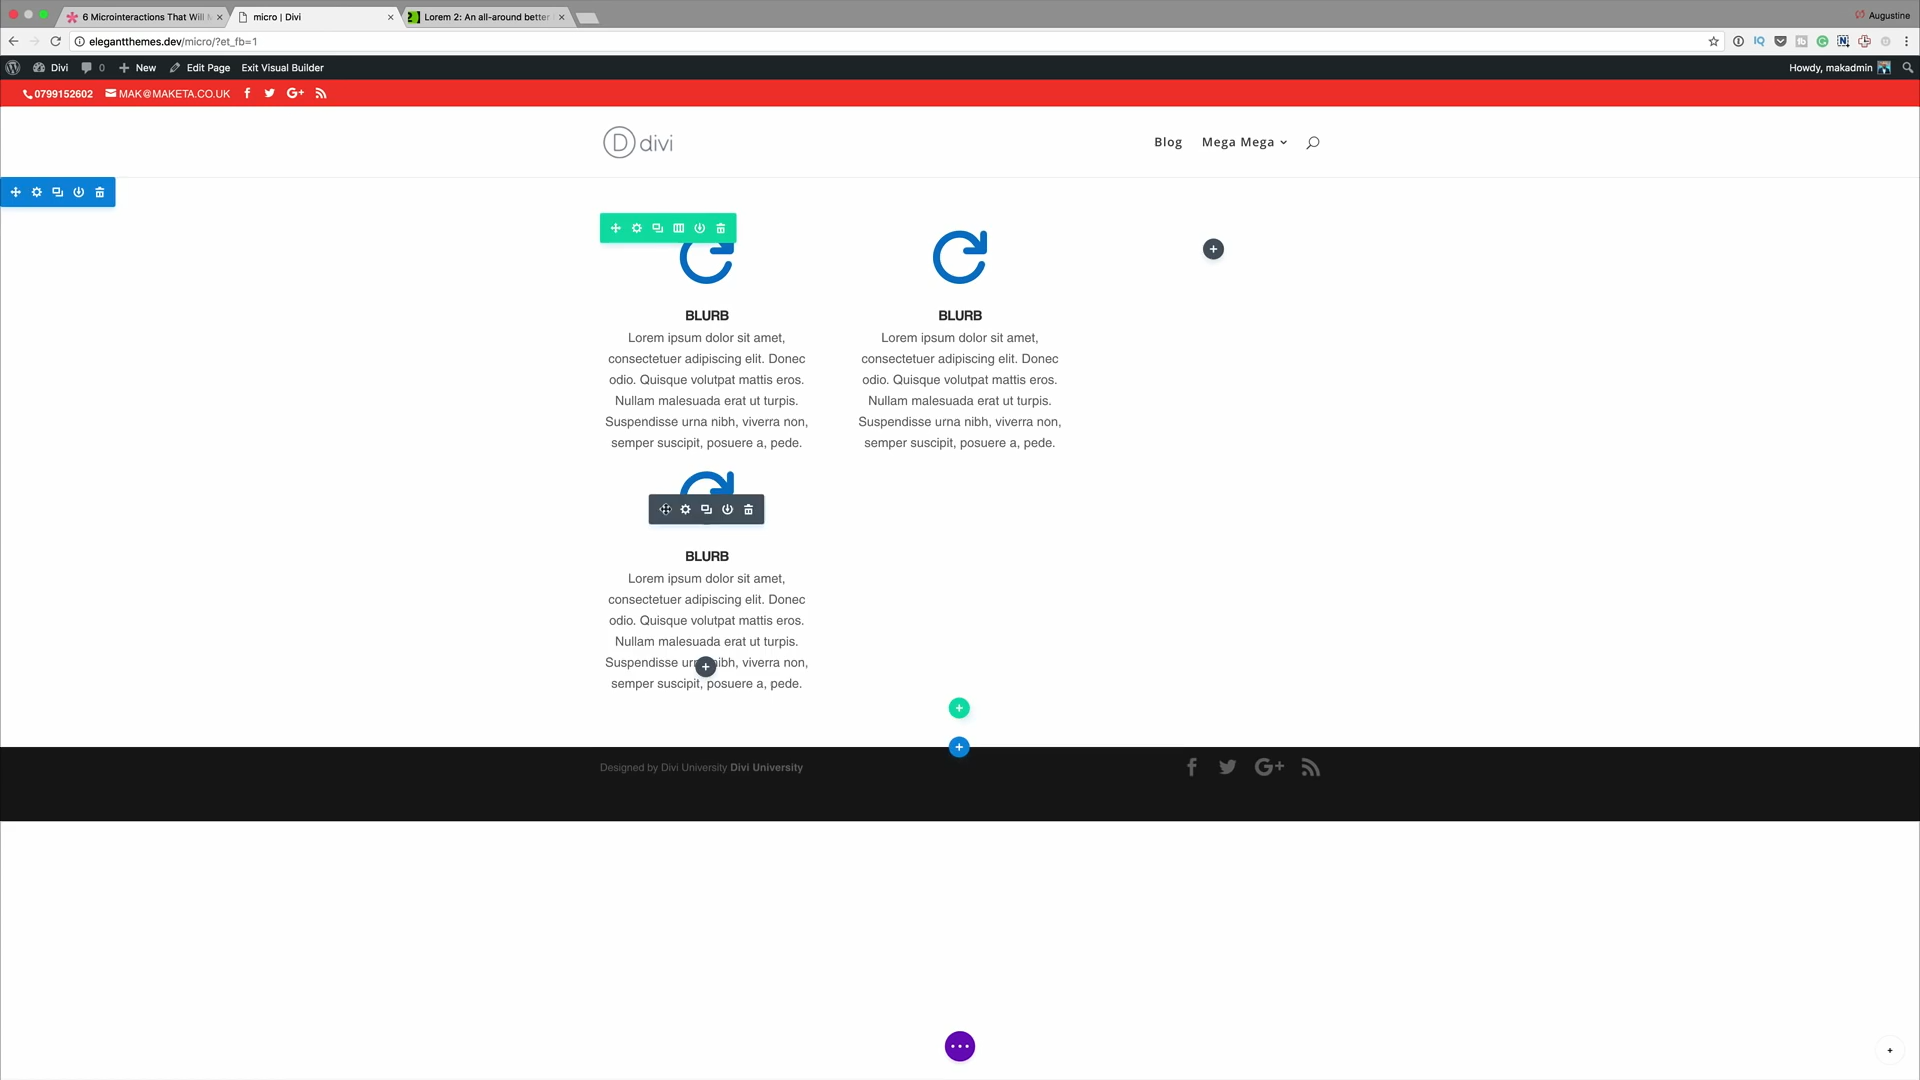 6 Microinteractions That Will M
micro | Divi
Lorem 2: An all-around better
Augustine
elegantthemes.dev/micro/?et_fb=1
Divi 0 New Edit Page Exit Visual Builder
Howdy, makadmin
0799152602 MAK@MAKETA.CO.UK
divi
Blog Mega Mega
BLURB
Lorem ipsum dolor sit amet,
consectetuer adipiscing elit. Donec
odio. Quisque volutpat mattis eros.
Nullam malesuada erat ut turpis.
Suspendisse urna nibh, viverra non,
semper suscipit, posuere a, pede.
BLURB
Lorem ipsum dolor sit amet,
consectetuer adipiscing elit. Donec
odio. Quisque volutpat mattis eros.
Nullam malesuada erat ut turpis.
Suspendisse urna nibh, viverra non,
semper suscipit, posuere a, pede.
BLURB
Lorem ipsum dolor sit amet,
consectetuer adipiscing elit. Donec
odio. Quisque volutpat mattis eros.
Nullam malesuada erat ut turpis.
Suspendisse urna nibh, viverra non,
semper suscipit, posuere a, pede.
Designed by Divi University Divi University